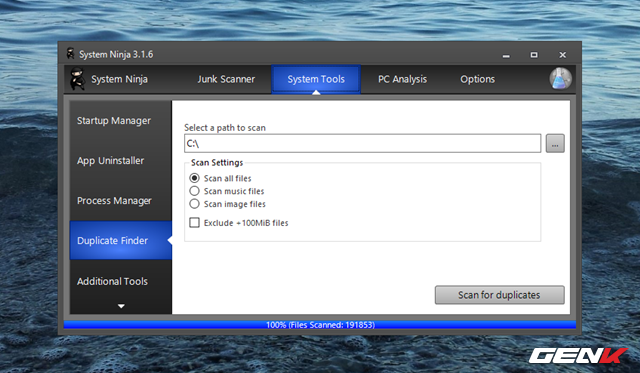 System Ninja 3.1.6
System Ninja
Junk Scanner
System Tools
PC Analysis
Options
Startup Manager
App Uninstaller
Process Manager
Duplicate Finder
Additional Tools
Select a path to scan
C:\
...
Scan Settings
Scan all files
Scan music files
Scan image files
Exclude +100MiB files
Scan for duplicates
100% (Files Scanned: 191853)
GENK